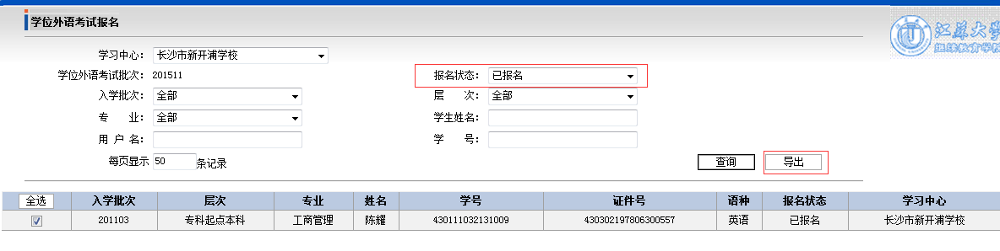 学位外语考试报名
江苏大学
继续教育学院
学习中心： 长沙市新开浦学校
学位外语考试批次： 201511 报名状态： 已报名
入学批次： 全部 层 次： 全部
专 业： 全部 学生姓名：
用 户 名： 学 号：
每页显示 50 条记录 查询 导出
全选 入学批次 层次 专业 姓名 学号 证件号 语种 报名状态 学习中心
201103 专科起点本科 工商管理 陈耀 430111032131009 430302197806300557 英语 已报名 长沙市新开浦学校